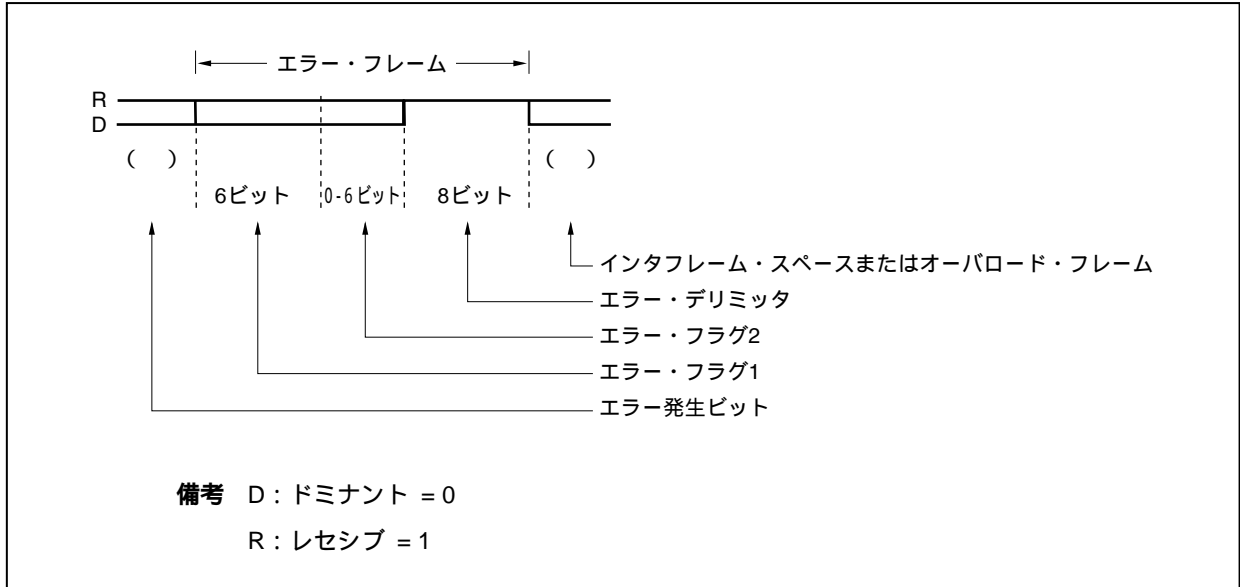 エラー・フレーム
R
D
(　)
(　)
6ビット
0-6ビット
8ビット
インタフレーム・スペースまたはオーバロード・フレーム
エラー・デリミッタ
エラー・フラグ2
エラー・フラグ1
エラー発生ビット
備考 D：ドミナント = 0
R：レセシブ = 1